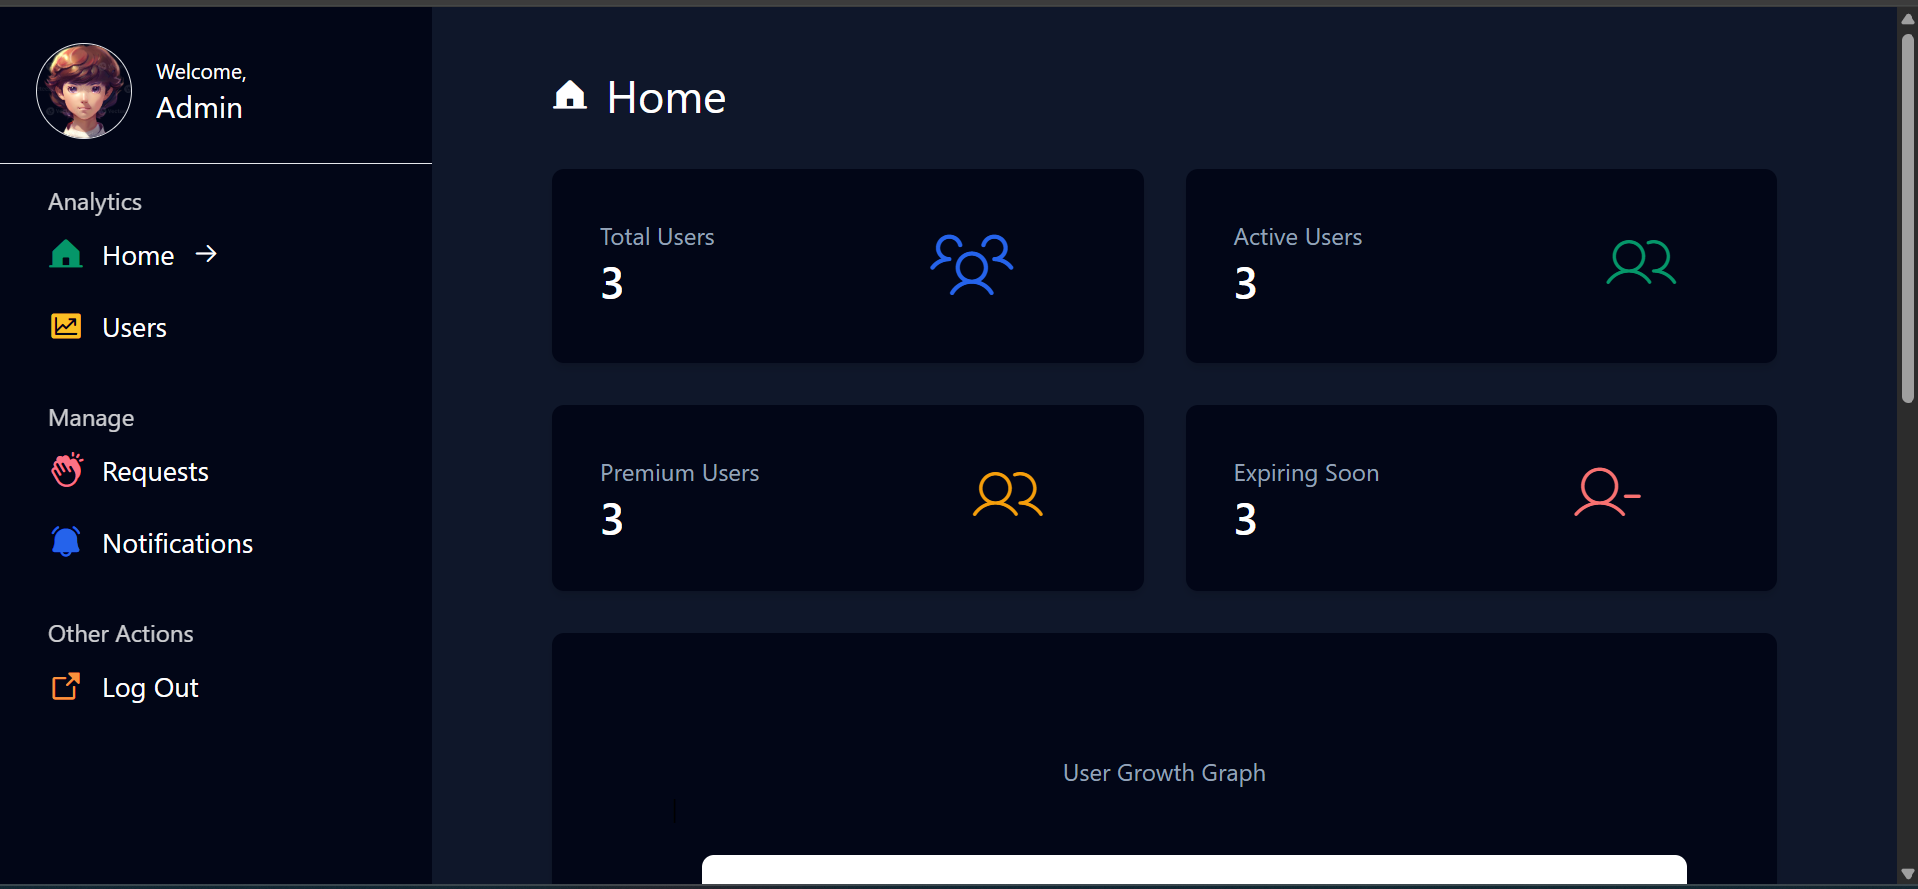 Welcome,
Admin
Analytics
Home
Users
Manage
Requests
Notifications
Other Actions
Log Out
Home
Total Users
3
Active Users
3
Premium Users
3
Expiring Soon
3
User Growth Graph